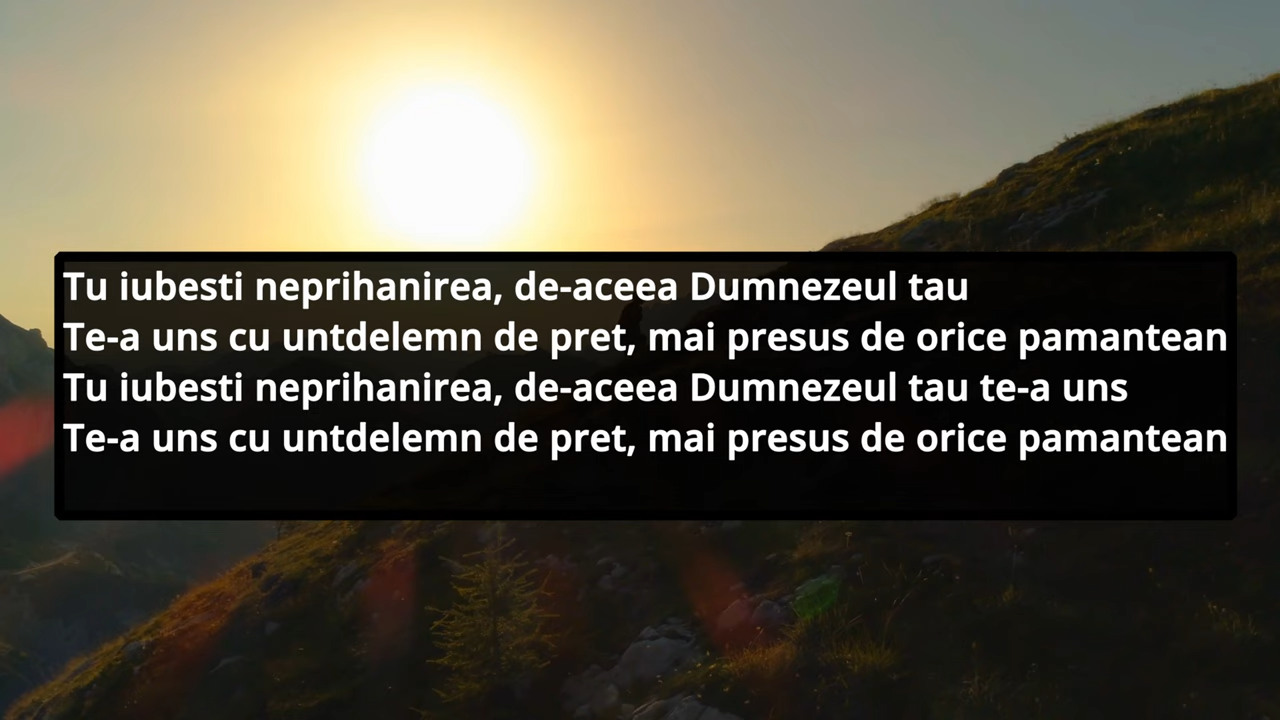 Tu iubesti neprihanirea, de-aceea Dumnezeul tau
Te-a uns cu untdelemn de pret, mai presus de orice pamantean
Tu iubesti neprihanirea, de-aceea Dumnezeul tau te-a uns
Te-a uns cu untdelemn de pret, mai presus de orice pamantean